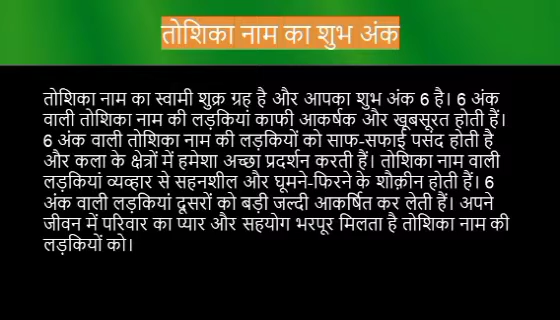 तोशिका नाम का शुभ अंक
तोशिका नाम का स्वामी शुक्र ग्रह है और आपका शुभ अंक 6 है। 6 अंक
वाली तोशिका नाम की लड़कियां काफी आकर्षक और खूबसूरत होती हैं।
6 अंक वाली तोशिका नाम की लड़कियों को साफ-सफाई पसंद होती है
और कला के क्षेत्रों में हमेशा अच्छा प्रदर्शन करती हैं। तोशिका नाम वाली
लड़कियां व्यव्हार से सहनशील और घूमने-फिरने के शौक़ीन होती हैं। 6
अंक वाली लड़कियां दूसरों को बड़ी जल्दी आकर्षित कर लेती हैं। अपने
जीवन में परिवार का प्यार और सहयोग भरपूर मिलता है तोशिका नाम की
लड़कियों को।